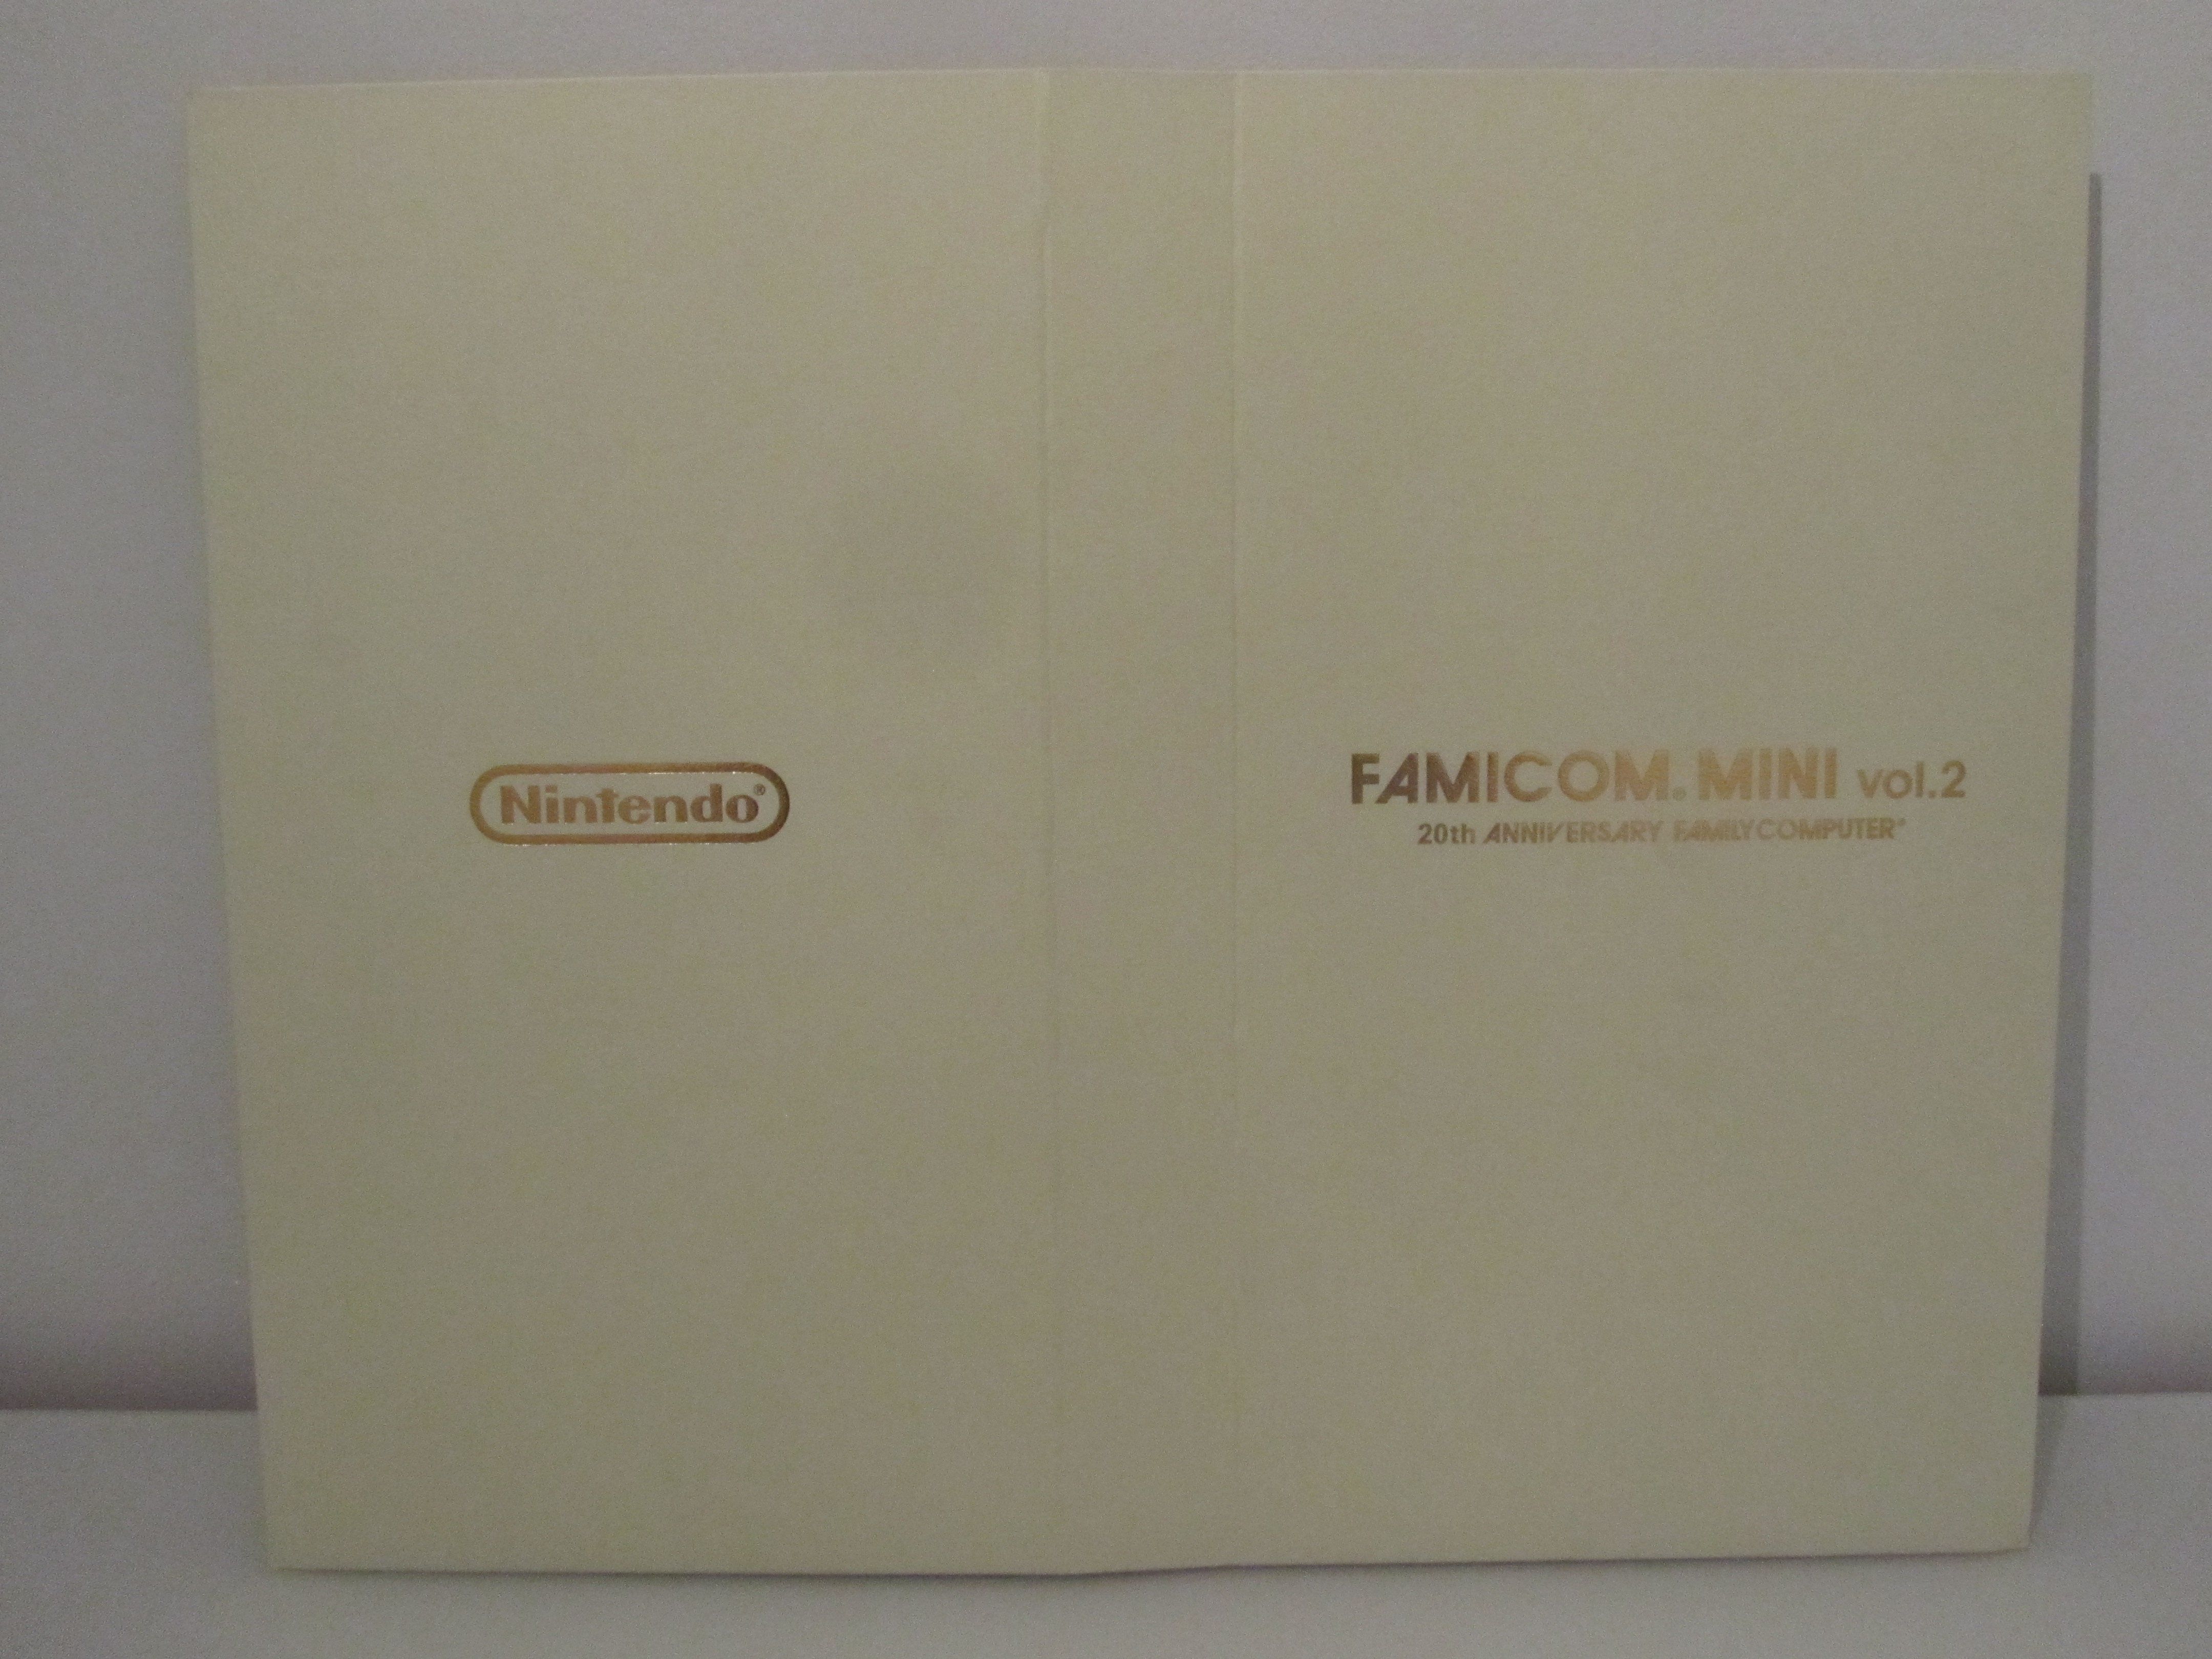 Nintendo®
FAMICOM® MINI vol.2
20th ANNIVERSARY FAMILY COMPUTER®